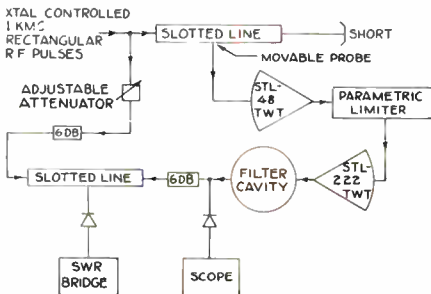 XTAL CONTROLLED
1 KMC
RECTANGULAR
RF PULSES
SLOTTED LINE
SHORT
MOVABLE PROBE
ADJUSTABLE
ATTENUATOR
STL-
48
TWT
PARAMETRIC
LIMITER
6DB
SLOTTED LINE
6DB
FILTER
CAVITY
STL-
222
TWT
SWR
BRIDGE
SCOPE